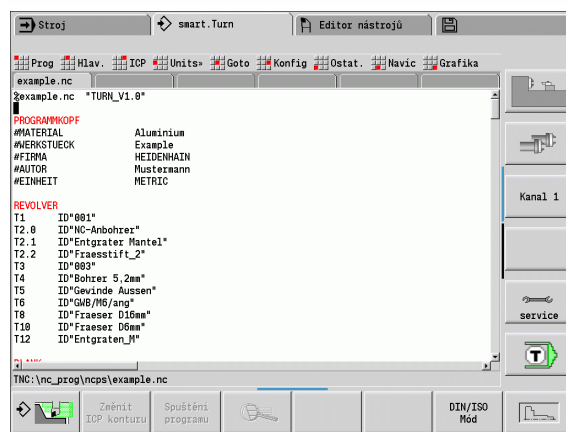 Stroj smart.Turn Editor nástrojů
Prog Hlav. ICP Units» Goto Konfig Ostat. Navíc Grafika
example.nc
%example.nc "TURN_V1.0"
PROGRAMMKOPF
#MATERIAL Aluminium
#WERKSTUECK Example
#FIRMA HEIDENHAIN
#AUTOR Mustermann
#EINHEIT METRIC
REVOLVER
T1 ID"001"
T2.0 ID"NC-Anbohrer"
T2.1 ID"Entgrater Mantel"
T2.2 ID"Fraesstift_2"
T3 ID"003"
T4 ID"Bohrer 5,2mm"
T5 ID"Gewinde Aussen"
T6 ID"GWB/M6/ang"
T8 ID"Fraeser D16mm"
T10 ID"Fraeser D6mm"
T12 ID"Entgraten_M"
TNC:\nc_prog\ncps\example.nc
Kanal 1
service
T
Změnit ICP konturu
Spuštění programu
DIN/ISO Mód